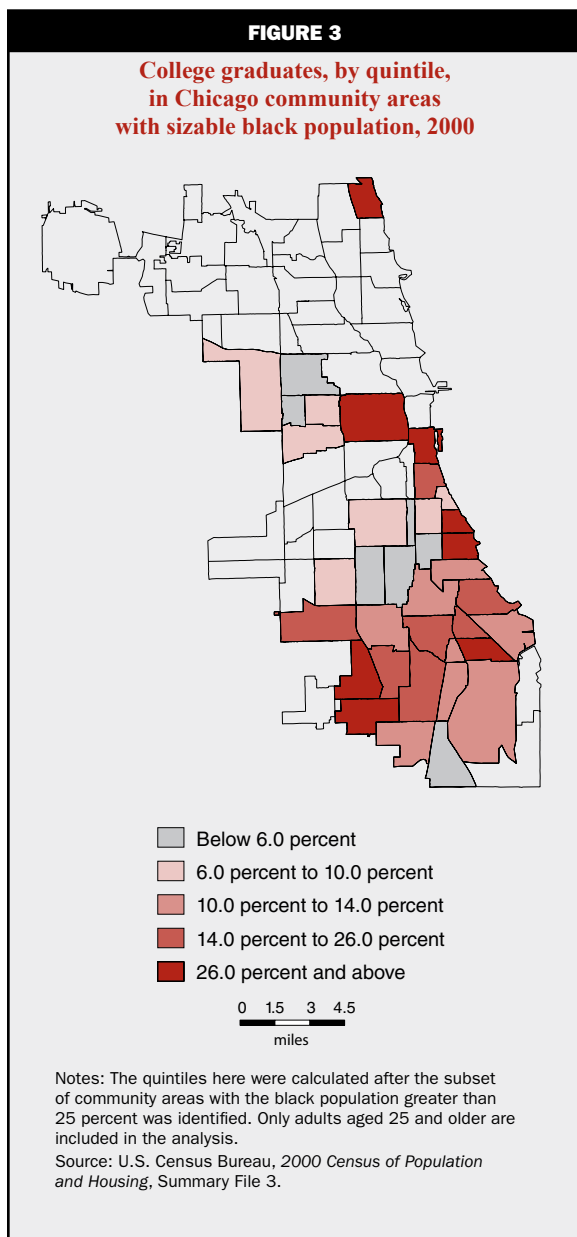 FIGURE 3
College graduates, by quintile,
in Chicago community areas
with sizable black population, 2000
Below 6.0 percent
6.0 percent to 10.0 percent
10.0 percent to 14.0 percent
14.0 percent to 26.0 percent
26.0 percent and above
0 1.5 3 4.5
miles
Notes: The quintiles here were calculated after the subset
of community areas with the black population greater than
25 percent was identified. Only adults aged 25 and older are
included in the analysis.
Source: U.S. Census Bureau, 2000 Census of Population
and Housing, Summary File 3.